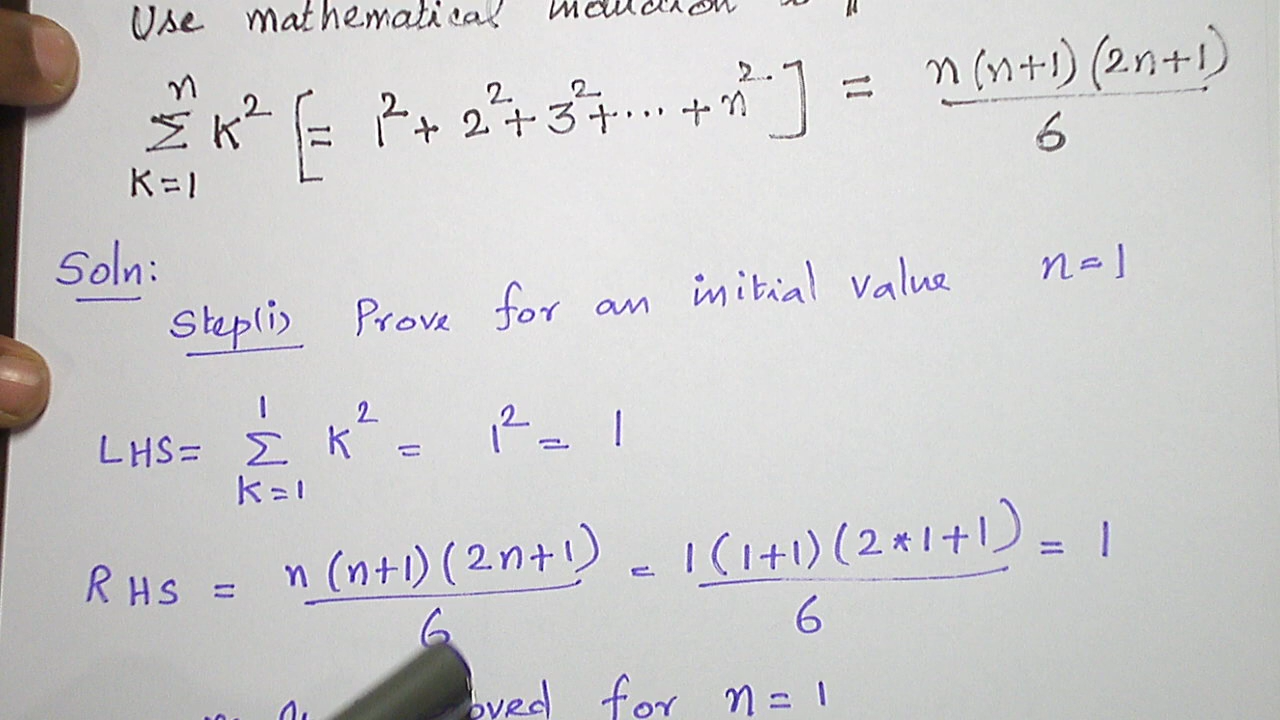 Use mathematical induction
n
Σ K² [= 1² + 2² + 3² + ... + n²] = n(n+1)(2n+1)
K=1 6
Soln:
Step(i) Prove for an initial value n=1
1
LHS= Σ K² = 1² = 1
K=1
RHS = n(n+1)(2n+1) = 1(1+1)(2*1+1) = 1
6 6
for n=1